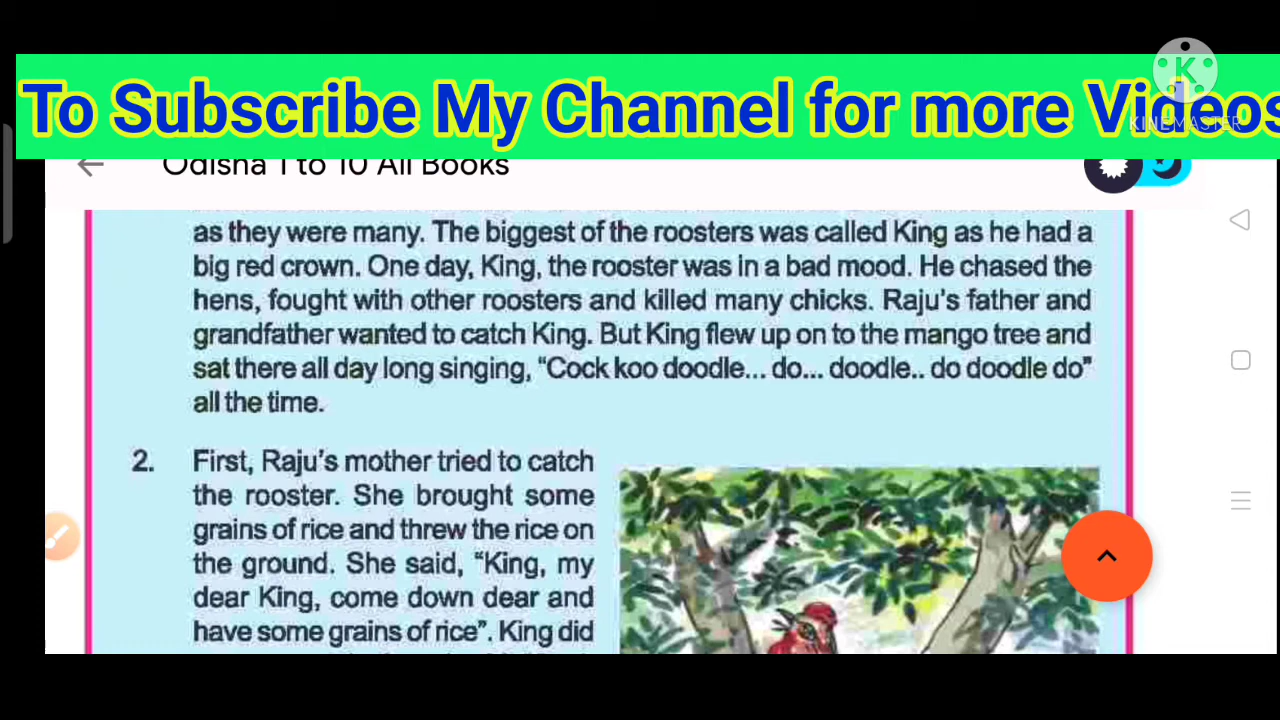 To Subscribe My Channel for more Videos
KINEMASTER
Odisha 1 to 10 All Books
as they were many. The biggest of the roosters was called King as he had a
big red crown. One day, King, the rooster was in a bad mood. He chased the
hens, fought with other roosters and killed many chicks. Raju's father and
grandfather wanted to catch King. But King flew up on to the mango tree and
sat there all day long singing, “Cock koo doodle... do... doodle.. do doodle do”
all the time.
2. First, Raju's mother tried to catch
the rooster. She brought some
grains of rice and threw the rice on
the ground. She said, “King, my
dear King, come down dear and
have some grains of rice”. King did